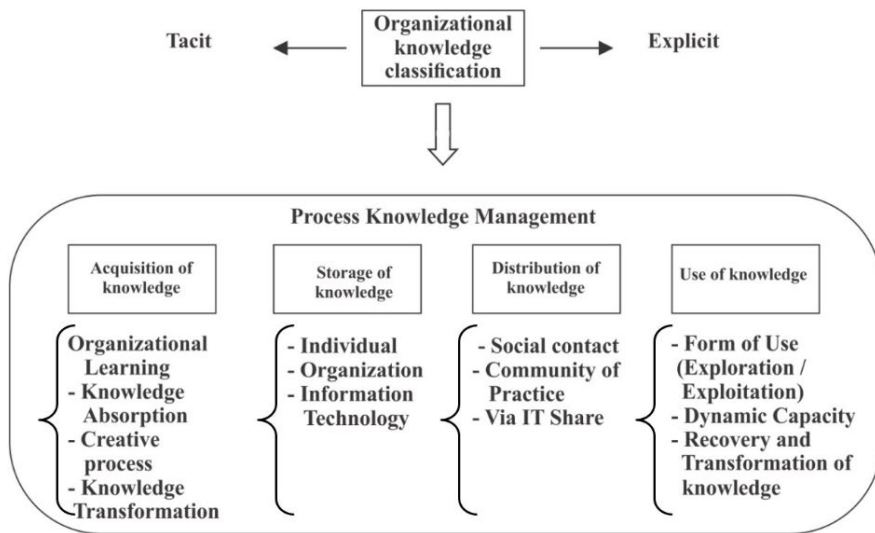 Tacit
Organizational
knowledge
classification
Explicit
Process Knowledge Management
Acquisition of
knowledge
Storage of
knowledge
Distribution of
knowledge
Use of knowledge
Organizational
Learning
- Knowledge
Absorption
- Creative
process
- Knowledge
Transformation
- Individual
- Organization
- Information
Technology
- Social contact
- Community of
Practice
- Via IT Share
- Form of Use
(Exploration /
Exploitation)
- Dynamic Capacity
- Recovery and
Transformation of
knowledge